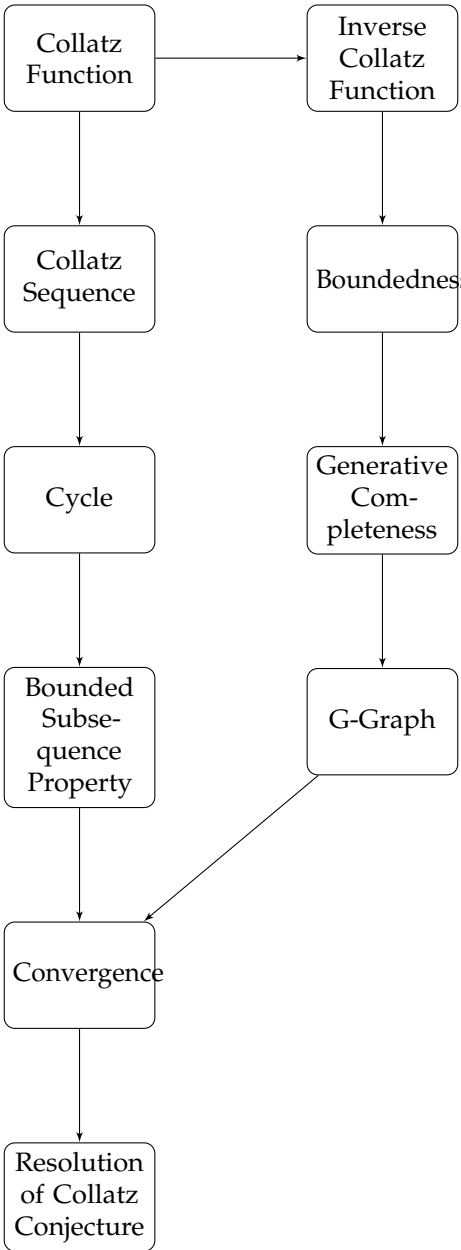 Collatz
Function
Inverse
Collatz
Function
Collatz
Sequence
Boundedness
Cycle
Generative
Com-
pleteness
Bounded
Subse-
quence
Property
G-Graph
Convergence
Resolution
of Collatz
Conjecture